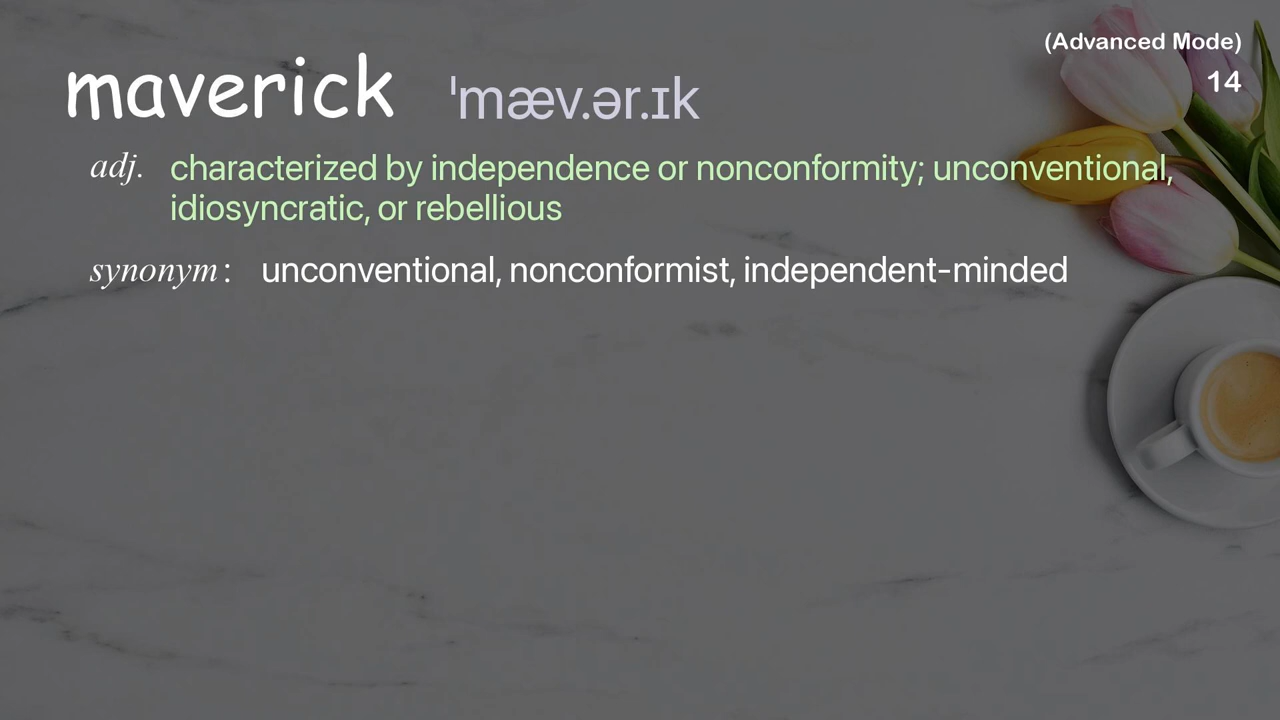 (Advanced Mode)
maverick ˈmæv.ər.ɪk
14
adj. characterized by independence or nonconformity; unconventional,
idiosyncratic, or rebellious
synonym: unconventional, nonconformist, independent-minded